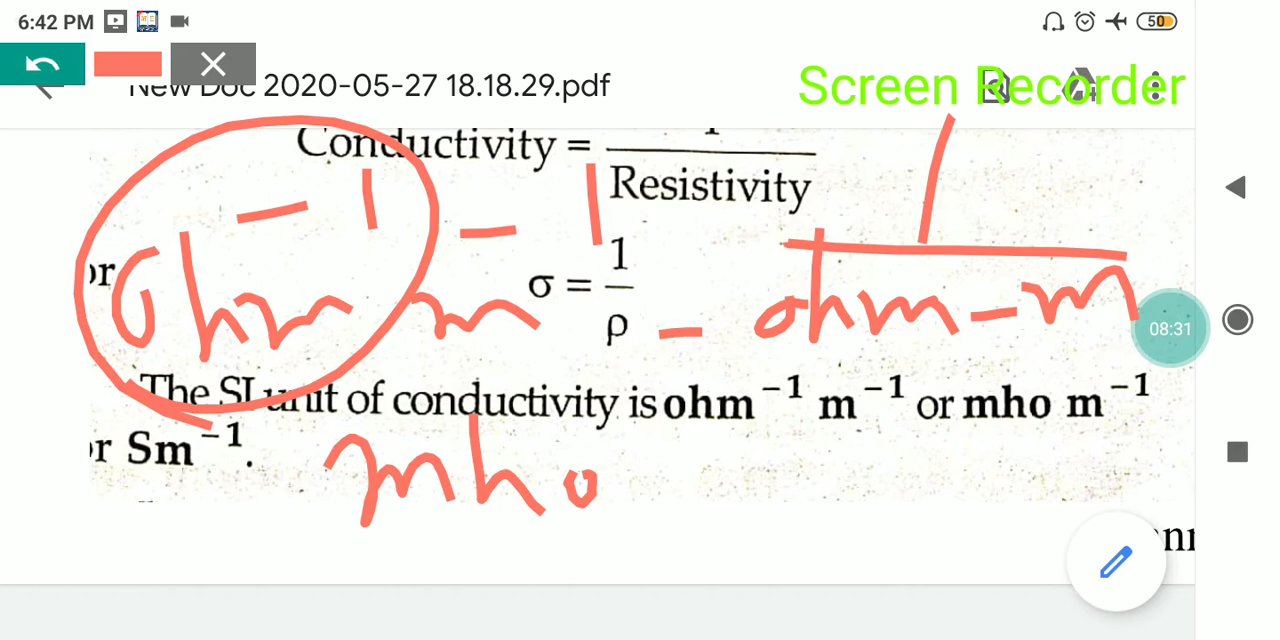 6:42 PM
50
New Doc 2020-05-27 18.18.29.pdf
Screen Recorder
Conductivity = 
Resistivity
1
- 1 - 1
or
σ = 1/ρ
ohm m - ohm - m
08:31
The SI unit of conductivity is ohm⁻¹ m⁻¹ or mho m⁻¹
or Sm⁻¹.
mho